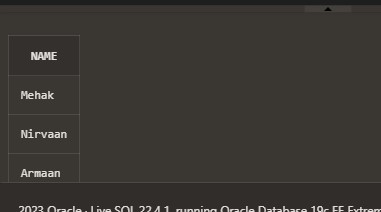 NAME
Mehak
Nirvaan
Armaan
2023 Oracle · Live SQL 22.4.1, running Oracle Database 19c EE Extrem